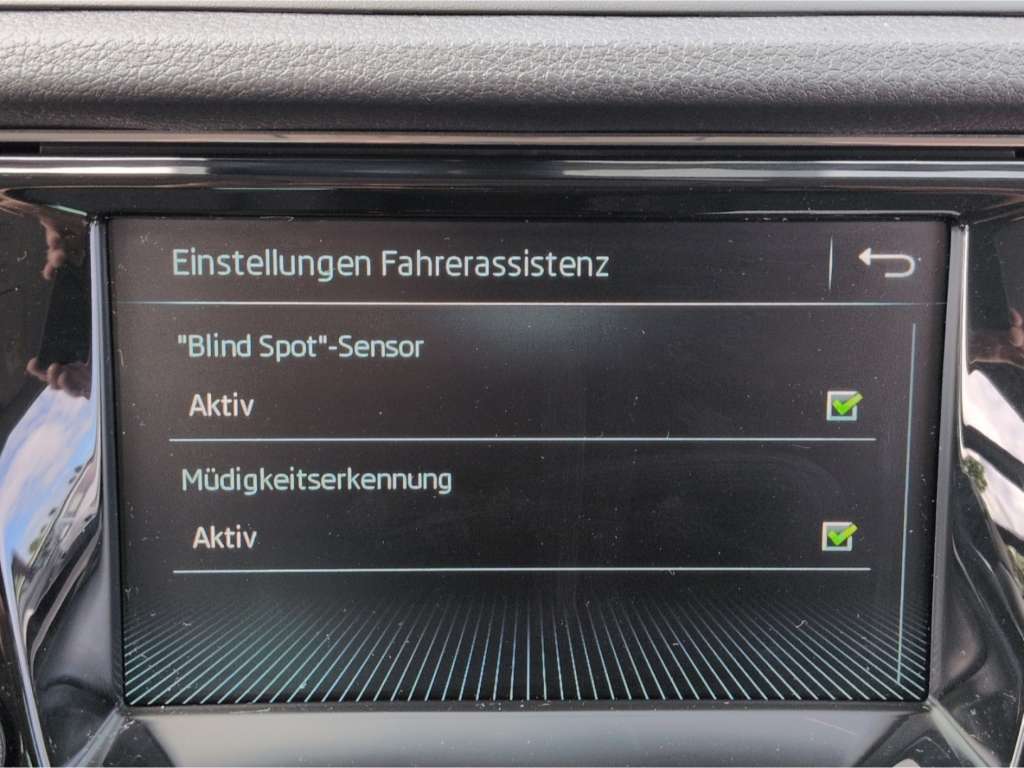 Einstellungen Fahrerassistenz
"Blind Spot"-Sensor
Aktiv
Müdigkeitserkennung
Aktiv